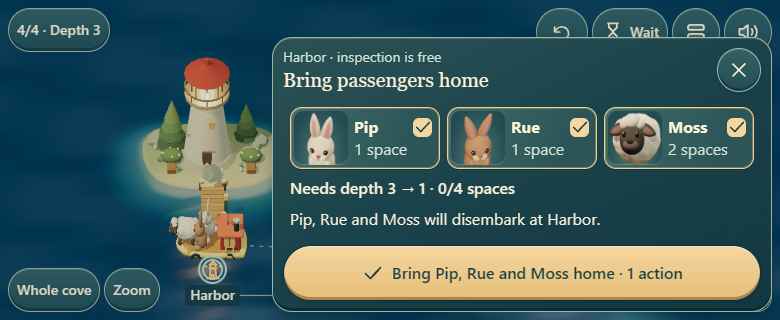 4/4 · Depth 3
Wait
Harbor · inspection is free
Bring passengers home
Pip
1 space
Rue
1 space
Moss
2 spaces
Needs depth 3 → 1 · 0/4 spaces
Pip, Rue and Moss will disembark at Harbor.
Bring Pip, Rue and Moss home · 1 action
Whole cove
Zoom
Harbor